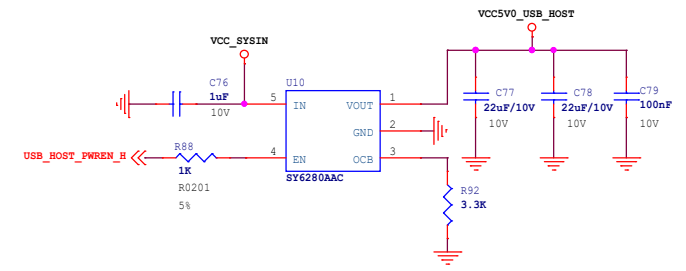 VCC5V0_USB_HOST
VCC_SYSIN
C76
1uF
10V
U10
5 IN VOUT 1
GND 2
4 EN OCB 3
SY6280AAC
C77
22uF/10V
10V
C78
22uF/10V
10V
C79
100nF
10V
USB_HOST_PWREN_H
R88
1K
R0201
5%
R92
3.3K